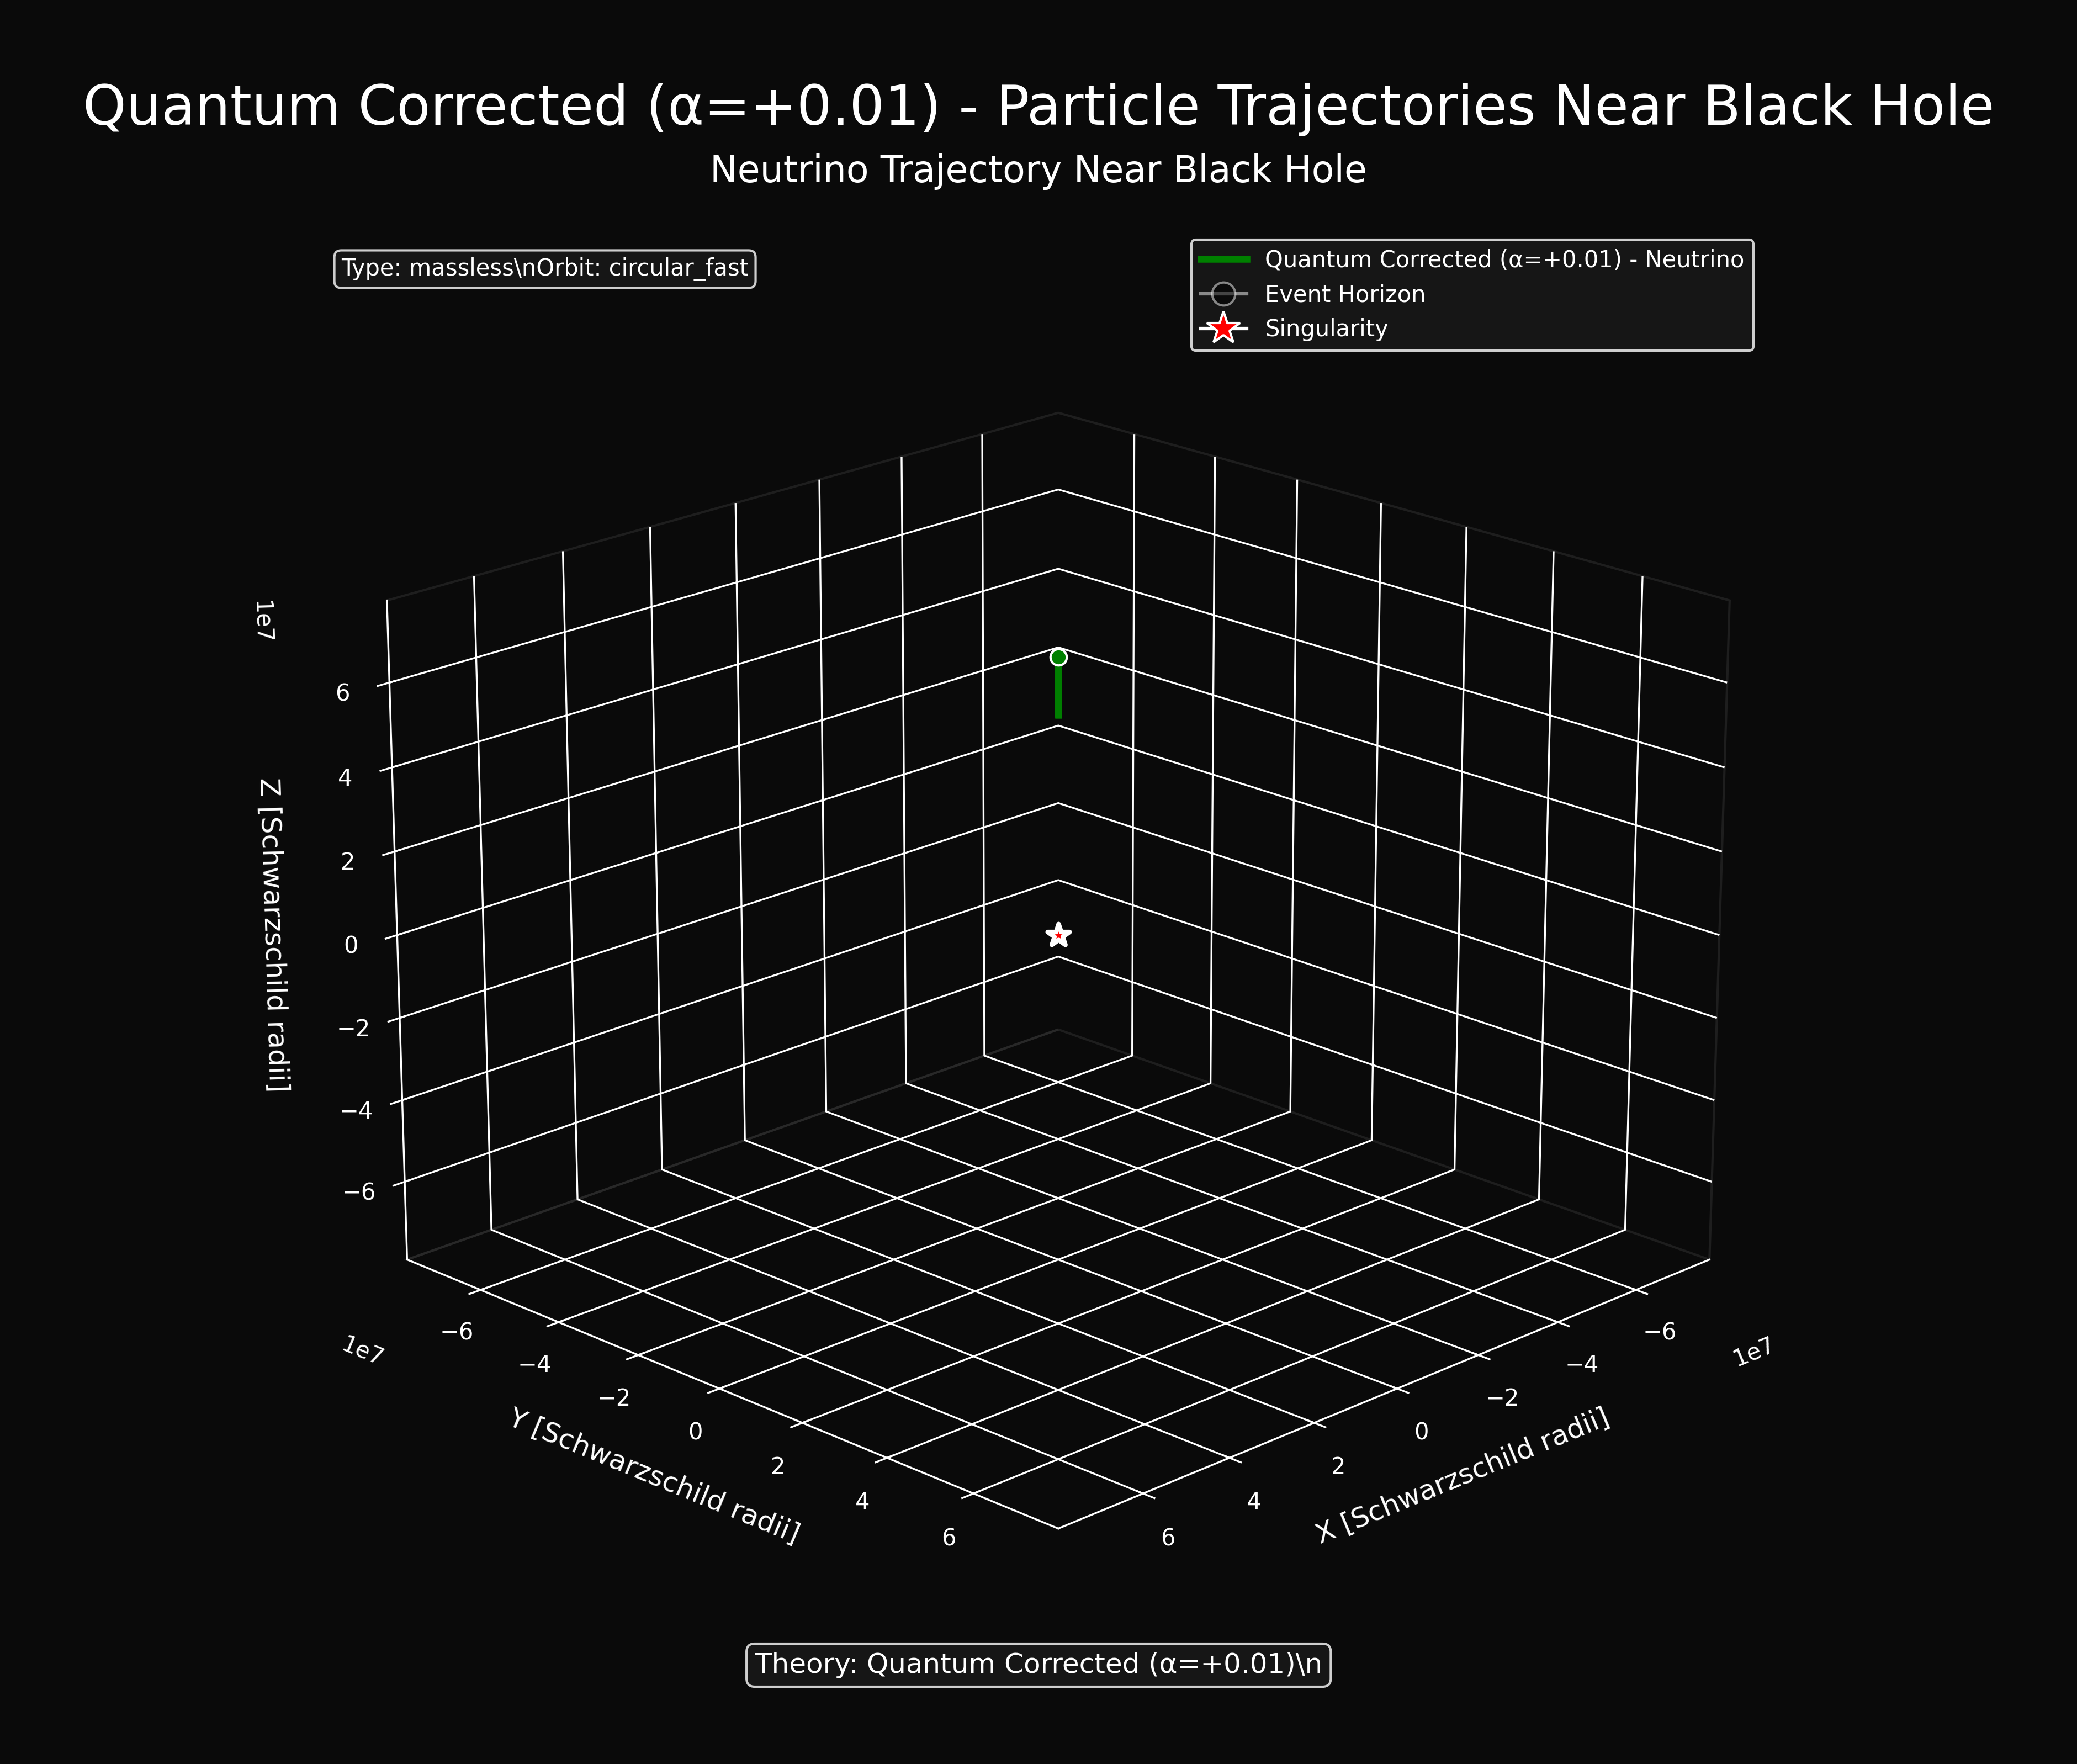 Quantum Corrected (α=+0.01) - Particle Trajectories Near Black Hole
Neutrino Trajectory Near Black Hole
Type: massless\nOrbit: circular_fast
Quantum Corrected (α=+0.01) - Neutrino
Event Horizon
Singularity
1e7
6
4
2
0
−2
−4
−6
Z [Schwarzschild radii]
1e7
−6
−4
−2
0
2
4
6
Y [Schwarzschild radii]
6
4
2
0
−2
−4
−6
1e7
X [Schwarzschild radii]
Theory: Quantum Corrected (α=+0.01)\n